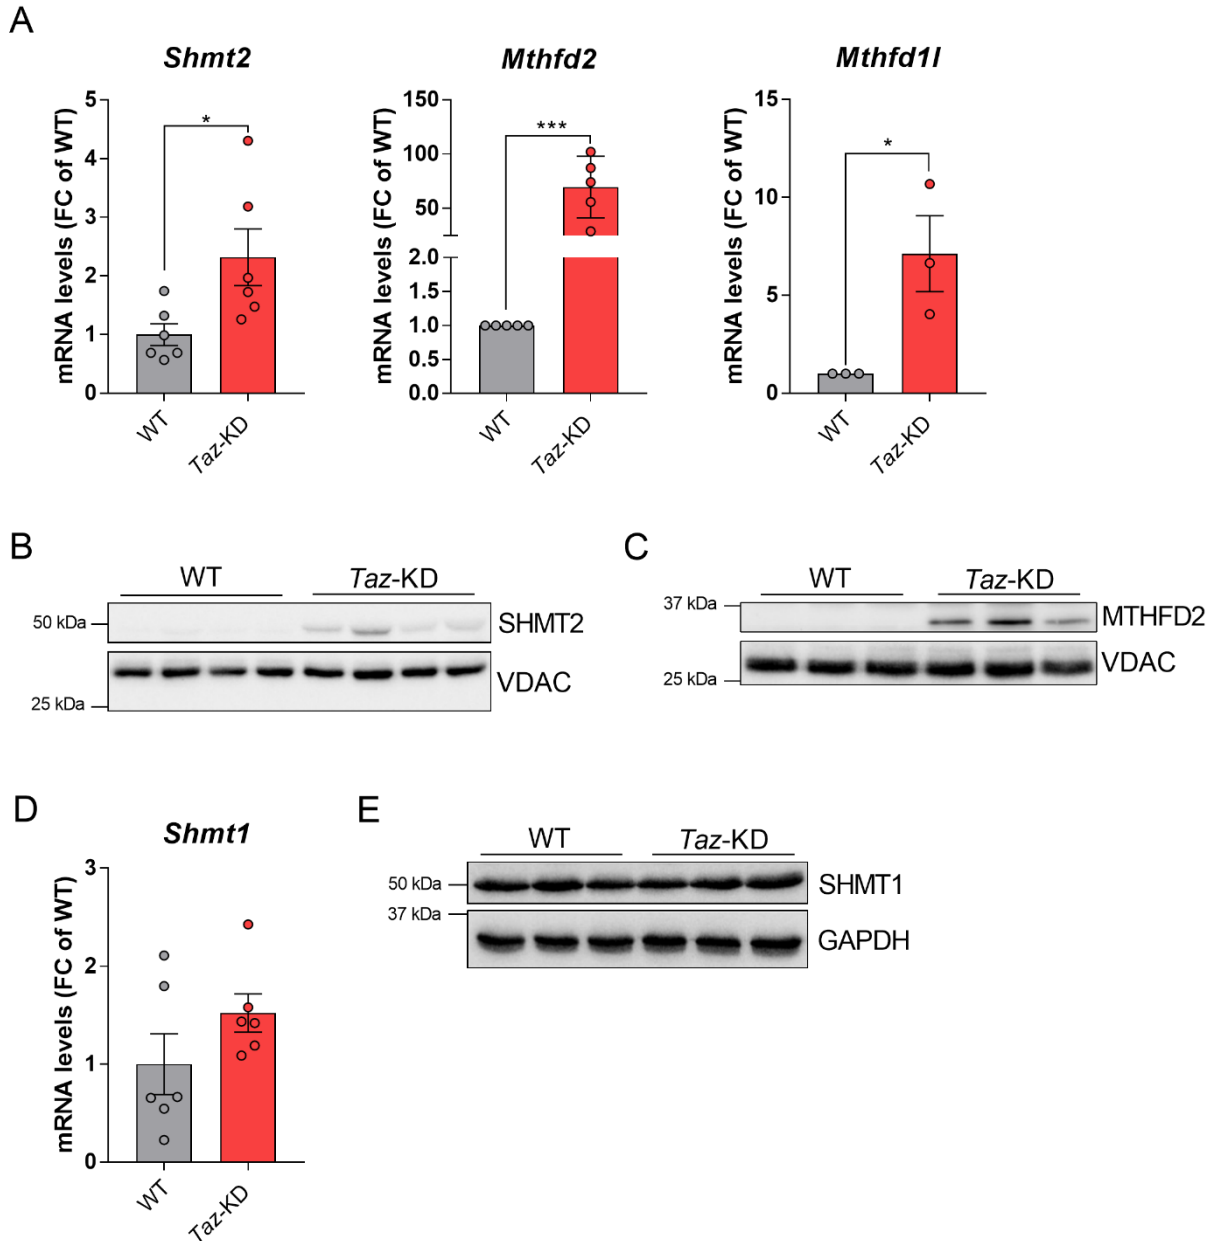 A
Shmt2
mRNA levels (FC of WT)
5
4
3
2
1
0
*
WT
Taz-KD
Mthfd2
mRNA levels (FC of WT)
150
100
50
2.0
1.5
1.0
0.5
0.0
***
WT
Taz-KD
Mthfd1l
mRNA levels (FC of WT)
15
10
5
0
*
WT
Taz-KD
B
WT
Taz-KD
50 kDa
SHMT2
VDAC
25 kDa
C
WT
Taz-KD
37 kDa
MTHFD2
VDAC
25 kDa
D
Shmt1
mRNA levels (FC of WT)
3
2
1
0
WT
Taz-KD
E
WT
Taz-KD
50 kDa
SHMT1
37 kDa
GAPDH